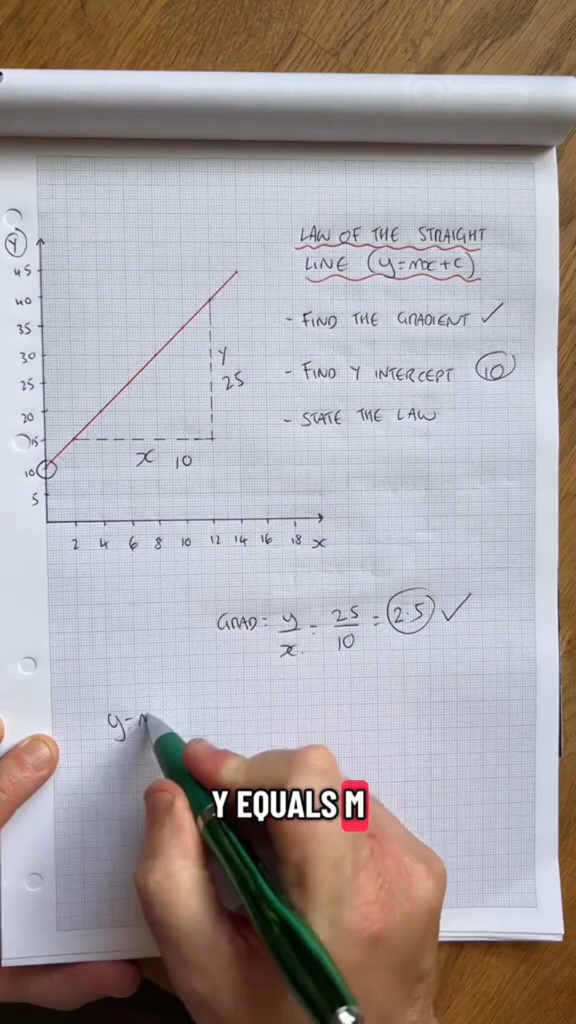 LAW OF THE STRAIGHT
LINE (y=mx+c)
- FIND THE GRADIENT ✓
- FIND Y INTERCEPT 10
- STATE THE LAW
Y
45
40
35
30
25
20
15
10
5
Y
25
x 10
2 4 6 8 10 12 14 16 18 x
GRAD: y/x = 25/10 = 2.5 ✓
y=m
Y EQUALS M